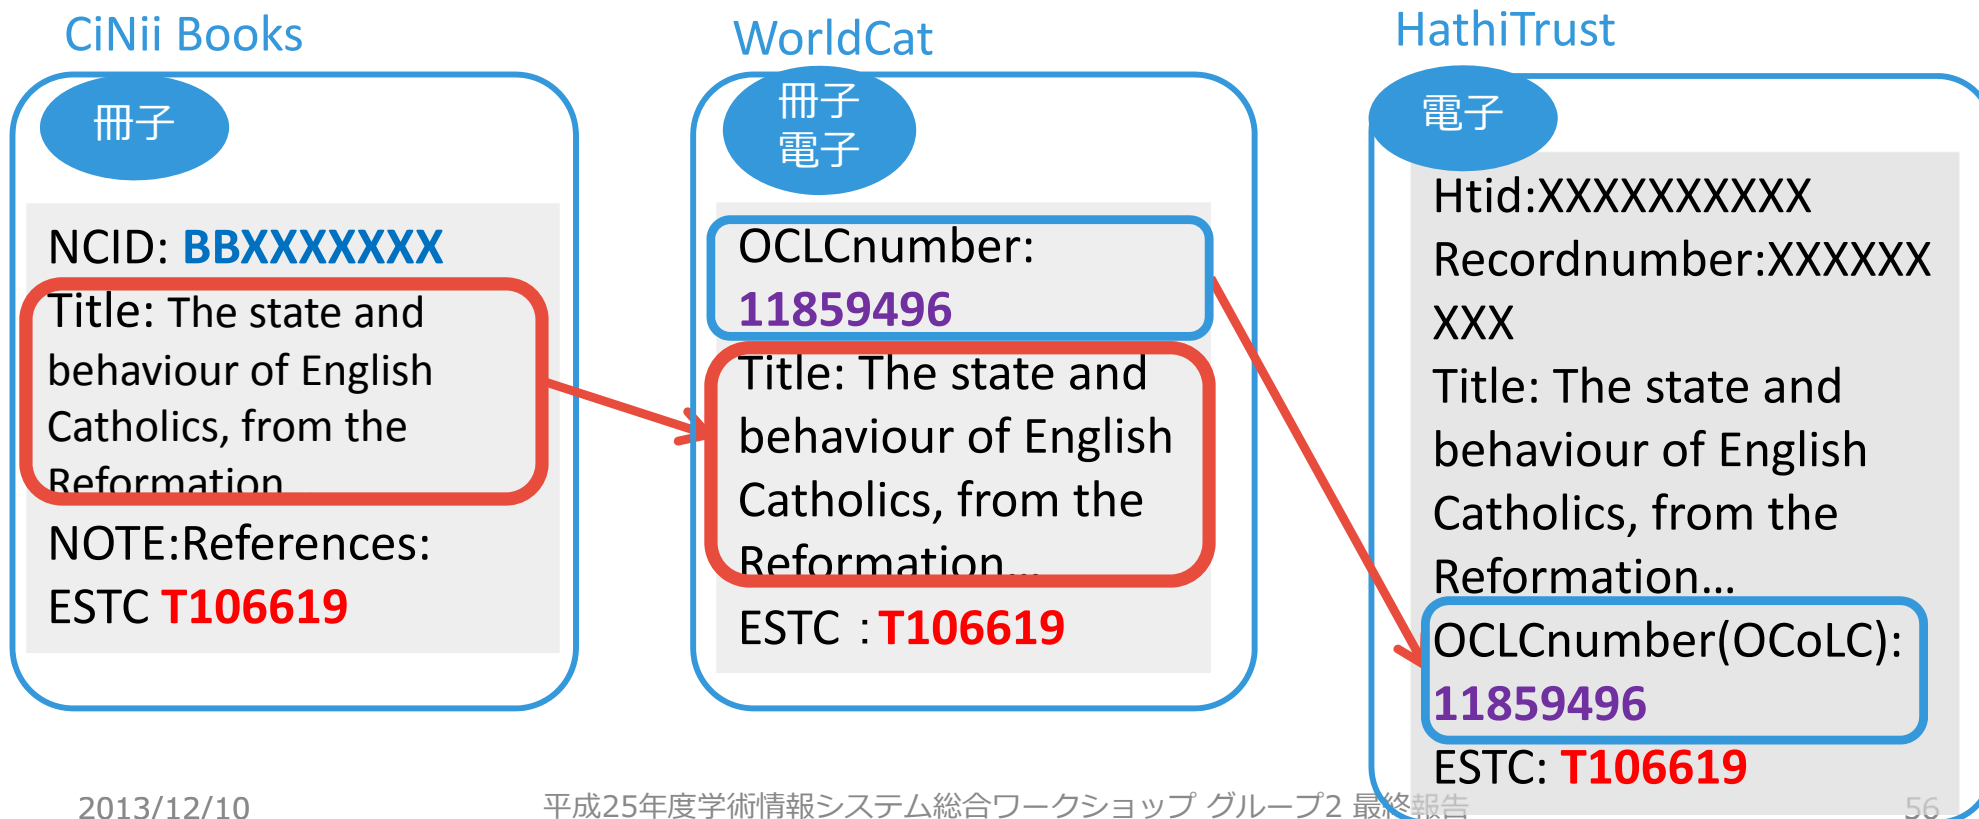 CiNii Books
冊子
NCID: BBXXXXXXX
Title: The state and
behaviour of English
Catholics, from the
Reformation...
NOTE:References:
ESTC T106619
WorldCat
冊子
電子
OCLCnumber:
11859496
Title: The state and
behaviour of English
Catholics, from the
Reformation...
ESTC : T106619
HathiTrust
電子
Htid:XXXXXXXXXX
Recordnumber:XXXXXX
XXX
Title: The state and
behaviour of English
Catholics, from the
Reformation...
OCLCnumber(OCoLC):
11859496
ESTC: T106619
2013/12/10
平成25年度学術情報システム総合ワークショップ グループ2 最終報告
56